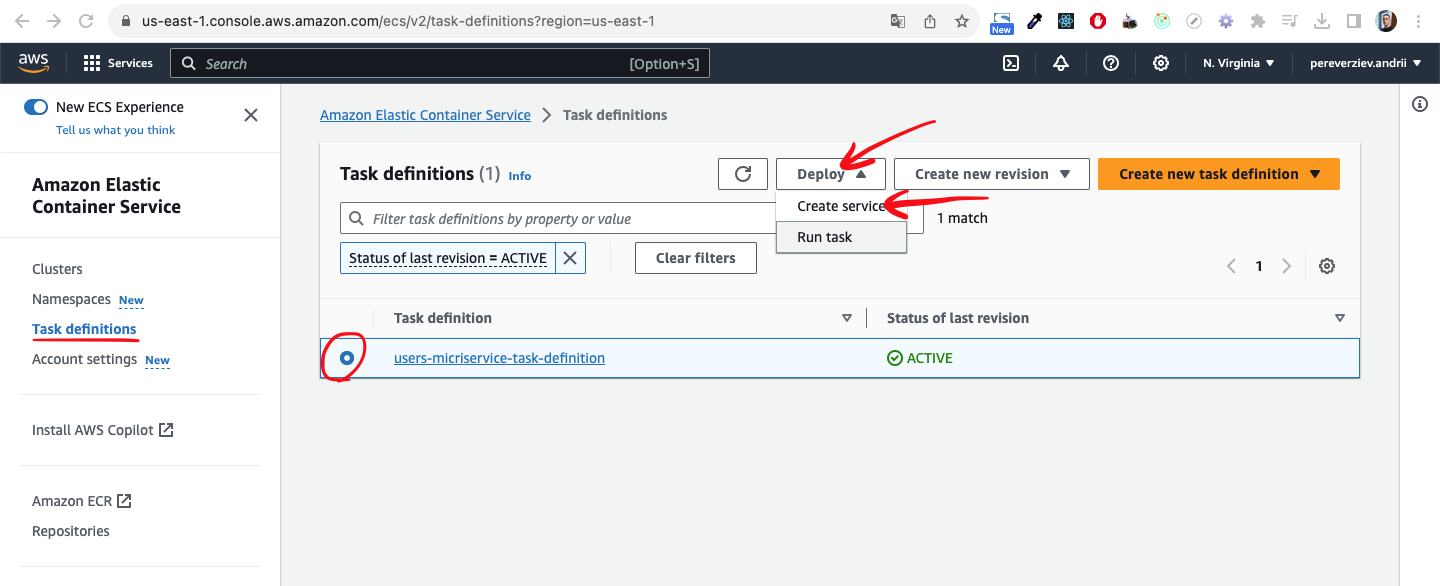 us-east-1.console.aws.amazon.com/ecs/v2/task-definitions?region=us-east-1
New
aws
Services
Search
[Option+S]
N. Virginia
pereverziev.andrii
New ECS Experience
Tell us what you think
Amazon Elastic Container Service
Task definitions
Amazon Elastic
Container Service
Task definitions (1) Info
Deploy
Create new revision
Create new task definition
Create service
Run task
Filter task definitions by property or value
1 match
Status of last revision = ACTIVE
Clear filters
1
Clusters
Namespaces New
Task definitions
Account settings New
Task definition
Status of last revision
users-micriservice-task-definition
ACTIVE
Install AWS Copilot
Amazon ECR
Repositories